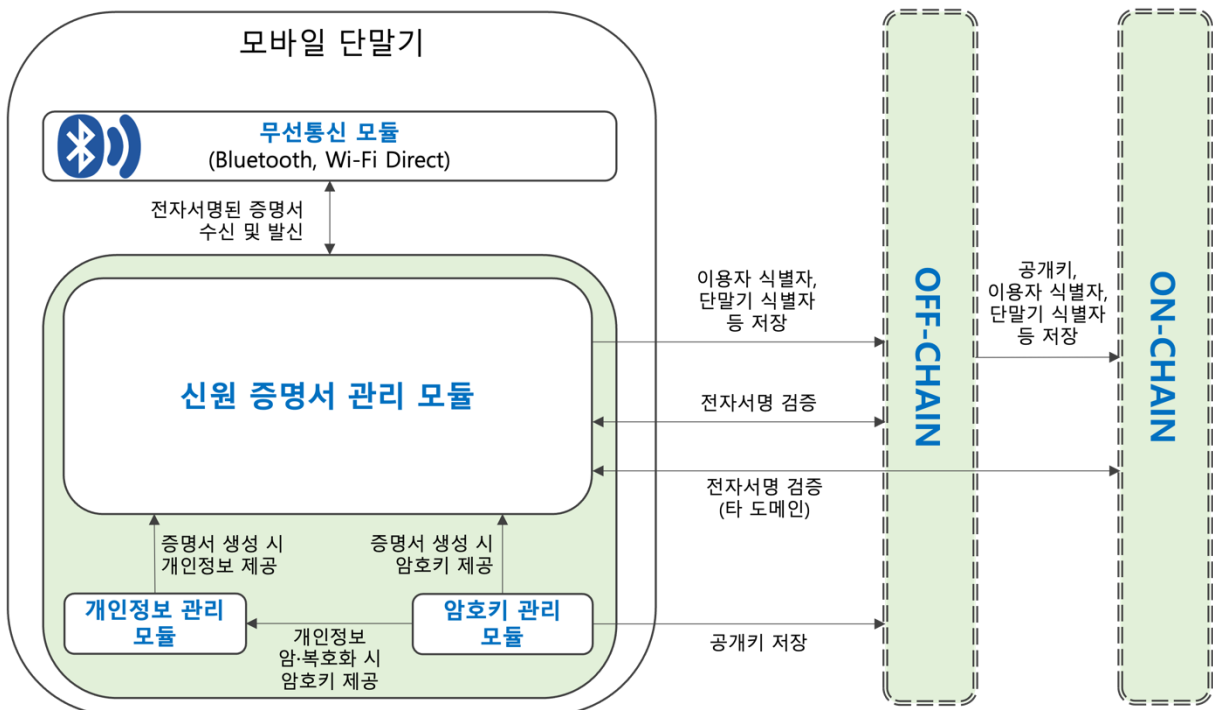 모바일 단말기
무선통신 모듈
(Bluetooth, Wi-Fi Direct)
전자서명된 증명서
수신 및 발신
신원 증명서 관리 모듈
증명서 생성 시
개인정보 제공
증명서 생성 시
암호키 제공
개인정보 관리
모듈
암호키 관리
모듈
개인정보
암·복호화 시
암호키 제공
이용자 식별자,
단말기 식별자
등 저장
전자서명 검증
전자서명 검증
(타 도메인)
공개키 저장
OFF-CHAIN
공개키,
이용자 식별자,
단말기 식별자
등 저장
ON-CHAIN